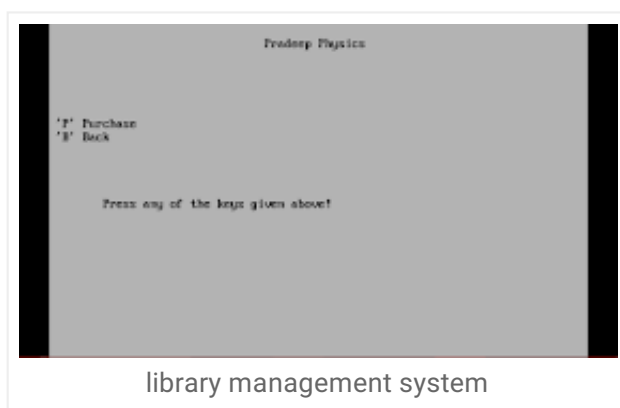 Pradeep Physics
'P' Purchase
'B' Back
Press any of the keys given above!
library management system